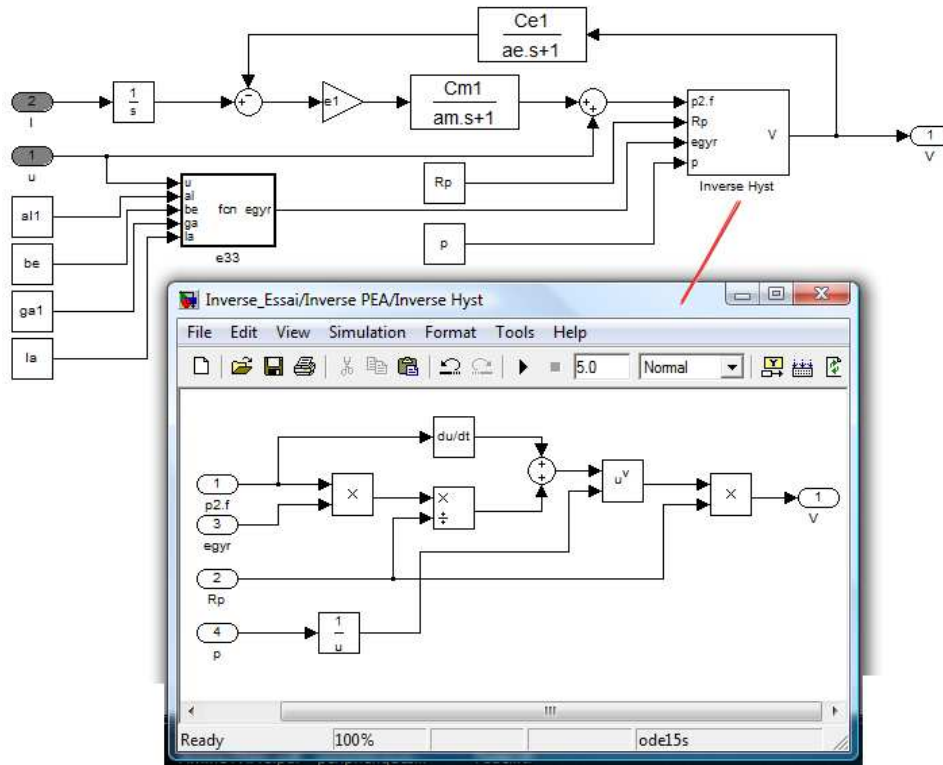 Ce1
ae.s+1
2
I
1
s
+
−
e1
Cm1
am.s+1
+
+
p2.f
Rp
egyr
p
V
Inverse Hyst
1
V
1
u
Rp
p
al1
be
ga1
la
u
al
be
ga
la
fcn
egyr
e33
Inverse_Essai/Inverse PEA/Inverse Hyst
File Edit View Simulation Format Tools Help
5.0
Normal
du/dt
1
p2.f
3
egyr
2
Rp
4
p
×
×
÷
+
+
uᵛ
×
1
V
1
u
Ready
100%
ode15s